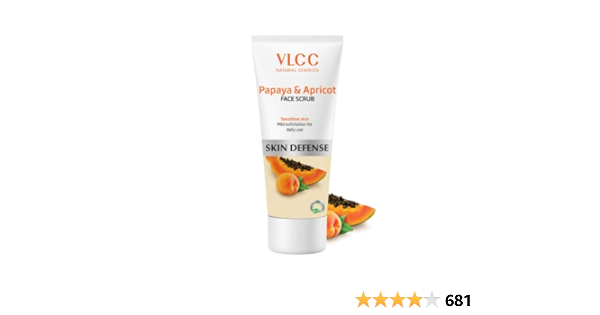 VLCC
NATURAL SCIENCES
Papaya & Apricot
FACE SCRUB
Sensitive skin
Mild exfoliation for
daily use
SKIN DEFENSE
681